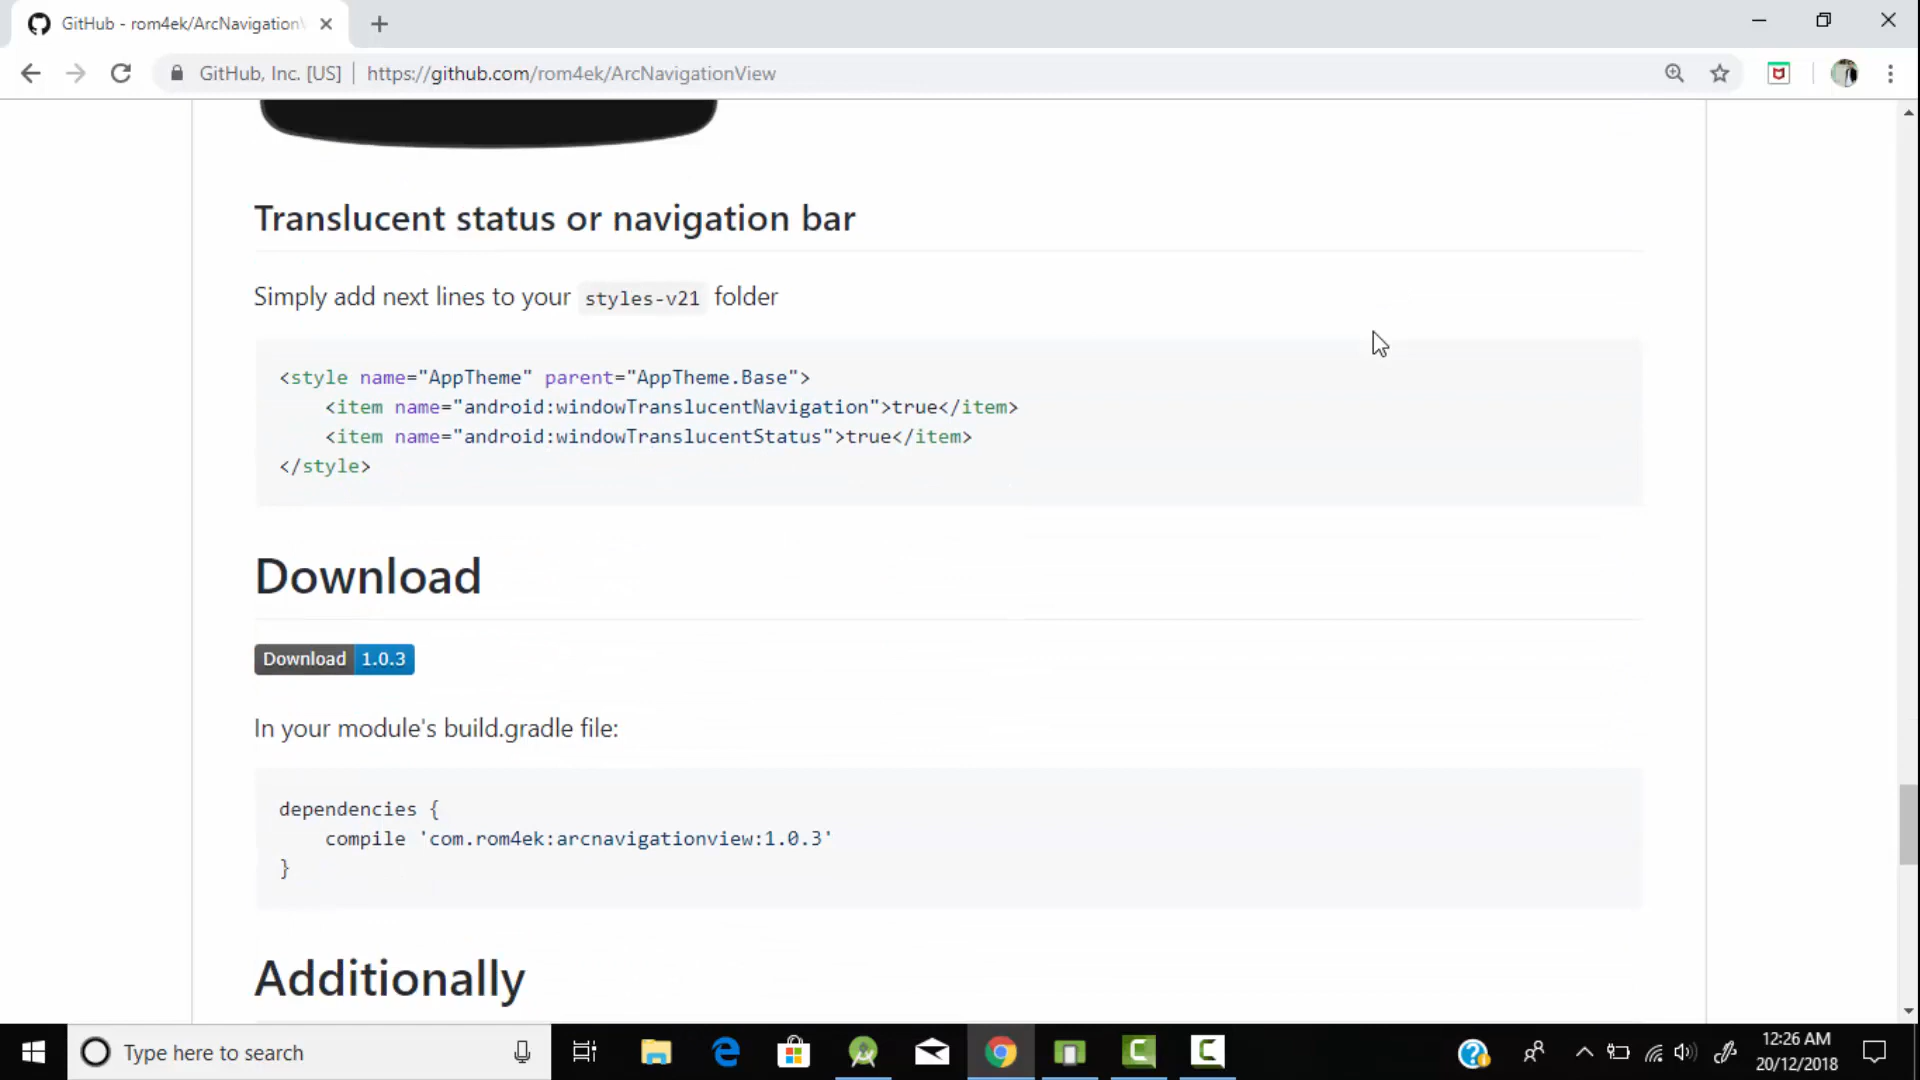 GitHub - rom4ek/ArcNavigation
GitHub, Inc. [US] | https://github.com/rom4ek/ArcNavigationView
Translucent status or navigation bar
Simply add next lines to your styles-v21 folder
<style name="AppTheme" parent="AppTheme.Base">
    <item name="android:windowTranslucentNavigation">true</item>
    <item name="android:windowTranslucentStatus">true</item>
</style>
Download
Download 1.0.3
In your module's build.gradle file:
dependencies {
    compile 'com.rom4ek:arcnavigationview:1.0.3'
}
Additionally
Type here to search
12:26 AM
20/12/2018